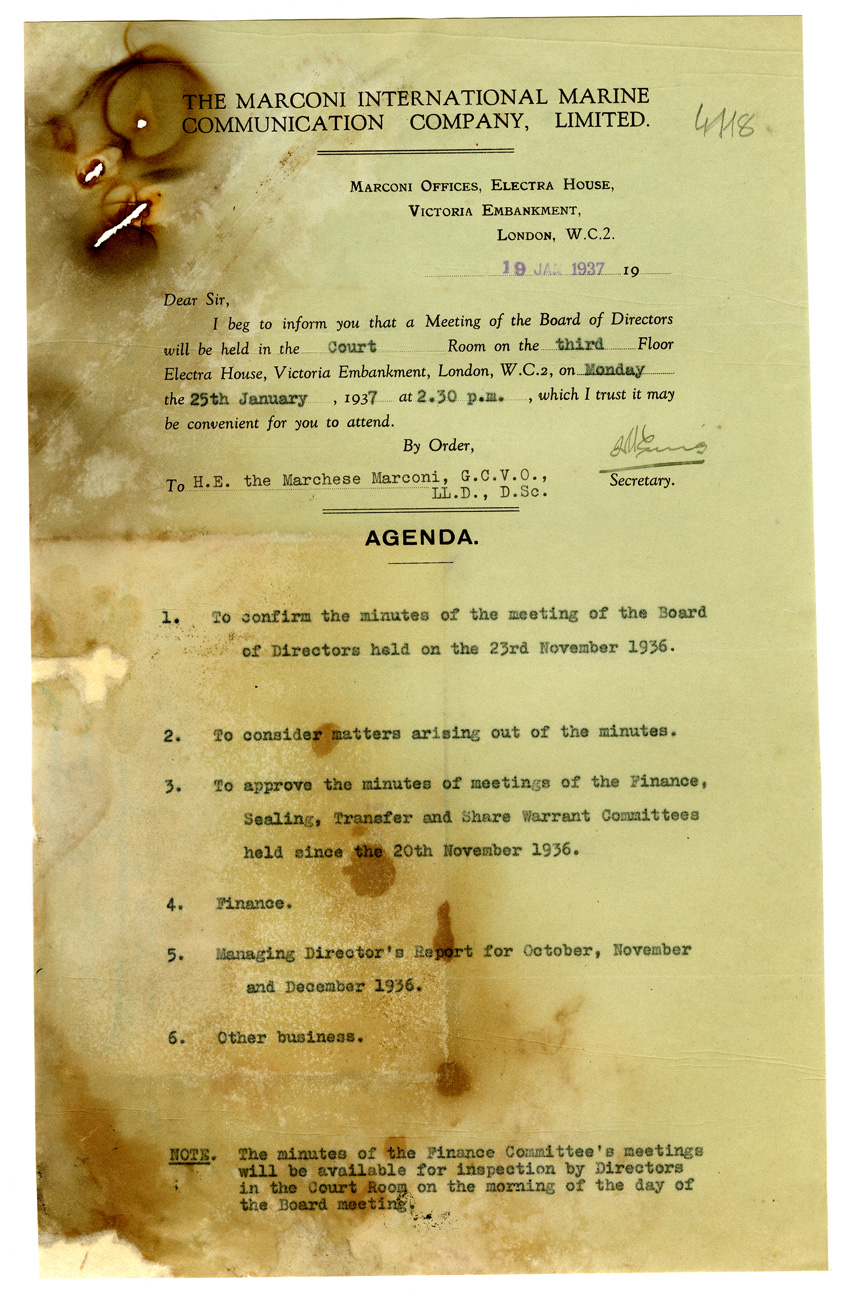 THE MARCONI INTERNATIONAL MARINE
COMMUNICATION COMPANY, LIMITED.
4/18
MARCONI OFFICES, ELECTRA HOUSE,
VICTORIA EMBANKMENT,
LONDON, W.C.2.
19 JAN 1937 19
Dear Sir,
I beg to inform you that a Meeting of the Board of Directors
will be held in the Court Room on the third Floor
Electra House, Victoria Embankment, London, W.C.2, on Monday
the 25th January , 1937 at 2.30 p.m. , which I trust it may
be convenient for you to attend.
By Order,
To H.E. the Marchese Marconi, G.C.V.O.,
LL.D., D.Sc.
Secretary.
AGENDA.
1. To confirm the minutes of the meeting of the Board
of Directors held on the 23rd November 1936.
2. To consider matters arising out of the minutes.
3. To approve the minutes of meetings of the Finance,
Sealing, Transfer and Share Warrant Committees
held since the 20th November 1936.
4. Finance.
5. Managing Director's Report for October, November
and December 1936.
6. Other business.
NOTE. The minutes of the Finance Committee's meetings
will be available for inspection by Directors
in the Court Room on the morning of the day of
the Board meeting.